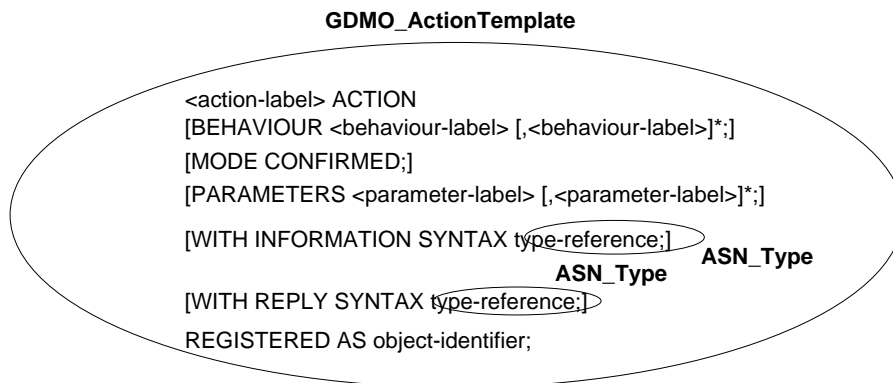 GDMO_ActionTemplate
<action-label> ACTION
[BEHAVIOUR <behaviour-label> [,<behaviour-label>]*;]
[MODE CONFIRMED;]
[PARAMETERS <parameter-label> [,<parameter-label>]*;]
[WITH INFORMATION SYNTAX type-reference;]
ASN_Type
ASN_Type
[WITH REPLY SYNTAX type-reference;]
REGISTERED AS object-identifier;